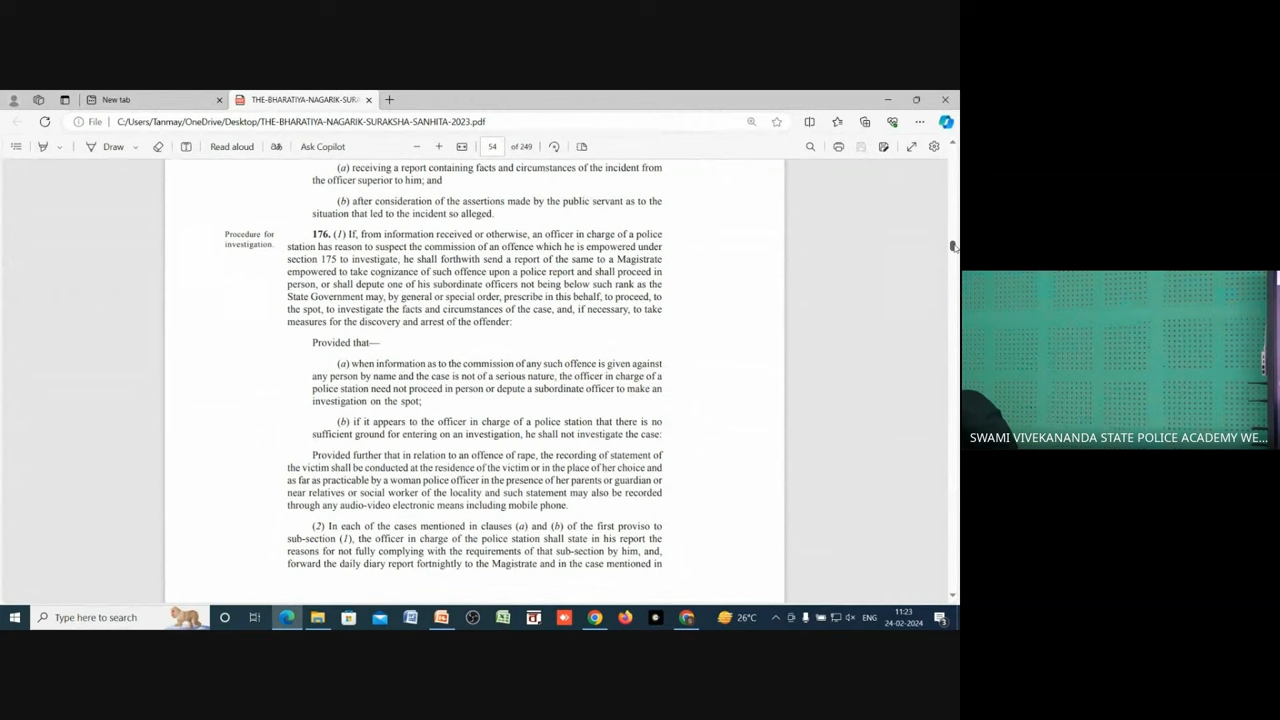 New tab
THE-BHARATIYA-NAGARIK-SURA
File
C:/Users/Tanmay/OneDrive/Desktop/THE-BHARATIYA-NAGARIK-SURAKSHA-SANHITA-2023.pdf
Draw
Read aloud
Ask Copilot
54 of 249
(a) receiving a report containing facts and circumstances of the incident from
the officer superior to him; and
(b) after consideration of the assertions made by the public servant as to the
situation that led to the incident so alleged.
Procedure for
investigation.
176. (1) If, from information received or otherwise, an officer in charge of a police
station has reason to suspect the commission of an offence which he is empowered under
section 175 to investigate, he shall forthwith send a report of the same to a Magistrate
empowered to take cognizance of such offence upon a police report and shall proceed in
person, or shall depute one of his subordinate officers not being below such rank as the
State Government may, by general or special order, prescribe in this behalf, to proceed, to
the spot, to investigate the facts and circumstances of the case, and, if necessary, to take
measures for the discovery and arrest of the offender:
Provided that—
(a) when information as to the commission of any such offence is given against
any person by name and the case is not of a serious nature, the officer in charge of a
police station need not proceed in person or depute a subordinate officer to make an
investigation on the spot;
(b) if it appears to the officer in charge of a police station that there is no
sufficient ground for entering on an investigation, he shall not investigate the case:
Provided further that in relation to an offence of rape, the recording of statement of
the victim shall be conducted at the residence of the victim or in the place of her choice and
as far as practicable by a woman police officer in the presence of her parents or guardian or
near relatives or social worker of the locality and such statement may also be recorded
through any audio-video electronic means including mobile phone.
(2) In each of the cases mentioned in clauses (a) and (b) of the first proviso to
sub-section (1), the officer in charge of the police station shall state in his report the
reasons for not fully complying with the requirements of that sub-section by him, and,
forward the daily diary report fortnightly to the Magistrate and in the case mentioned in
SWAMI VIVEKANANDA STATE POLICE ACADEMY WE...
Type here to search
26°C
ENG
11:23
24-02-2024
3